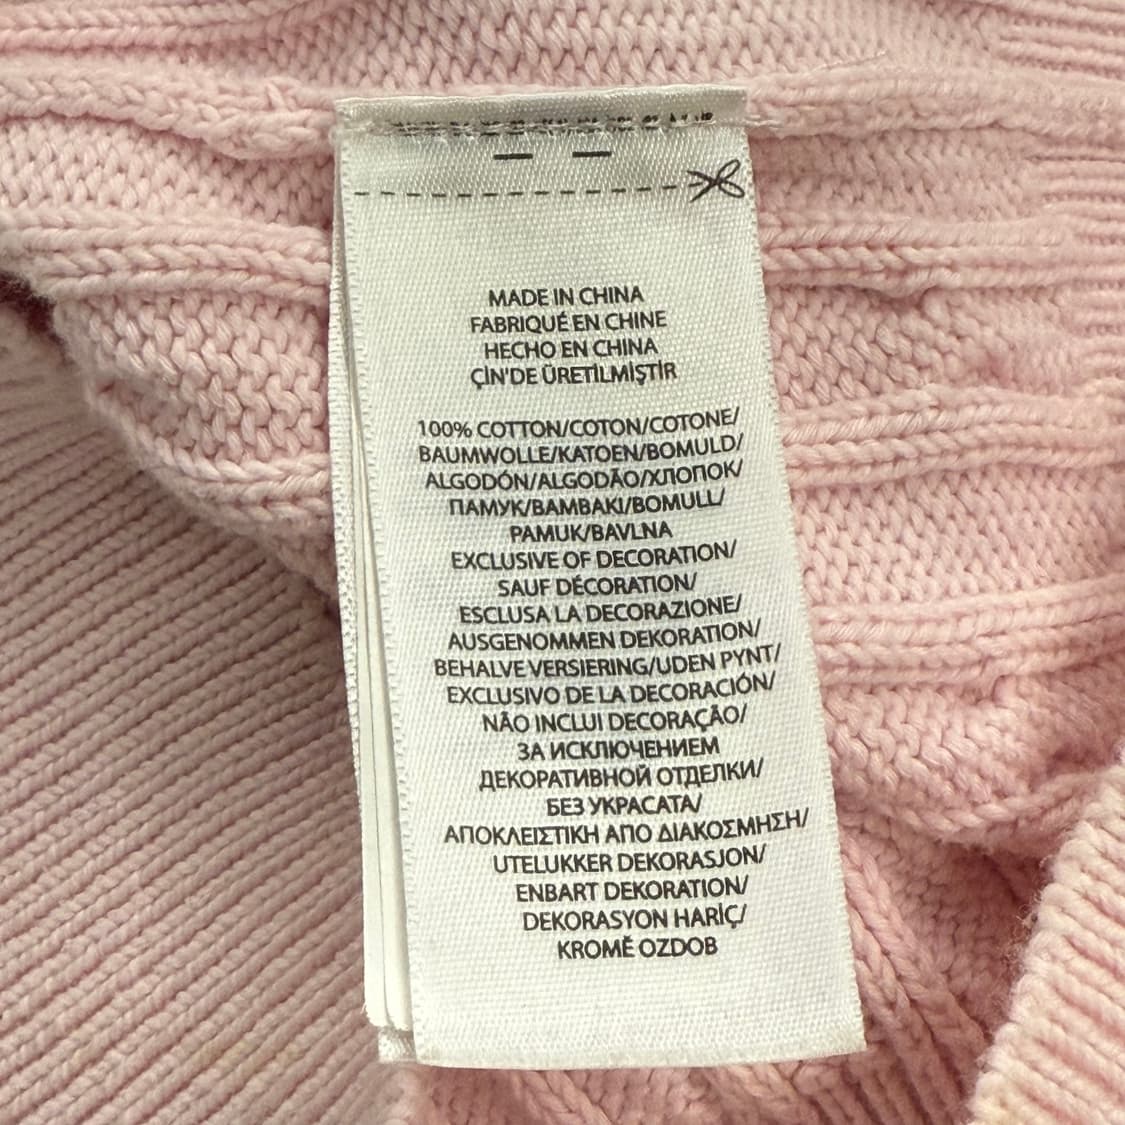 MADE IN CHINA
FABRIQUÉ EN CHINE
HECHO EN CHINA
ÇİN'DE ÜRETİLMİŞTİR
100% COTTON/COTON/COTONE/
BAUMWOLLE/KATOEN/BOMULD/
ALGODÓN/ALGODÃO/ХЛОПОК/
ПАМУК/ΒΑΜΒΑΚΙ/BOMULL/
PAMUK/BAVLNA
EXCLUSIVE OF DECORATION/
SAUF DÉCORATION/
ESCLUSA LA DECORAZIONE/
AUSGENOMMEN DEKORATION/
BEHALVE VERSIERING/UDEN PYNT/
EXCLUSIVO DE LA DECORACIÓN/
NÃO INCLUI DECORAÇÃO/
ЗА ИСКЛЮЧЕНИЕМ
ДЕКОРАТИВНОЙ ОТДЕЛКИ/
БЕЗ УКРАСАТА/
ΑΠΟΚΛΕΙΣΤΙΚΗ ΑΠΟ ΔΙΑΚΟΣΜΗΣΗ/
UTELUKKER DEKORASJON/
ENBART DEKORATION/
DEKORASYON HARİÇ/
KROMĚ OZDOB